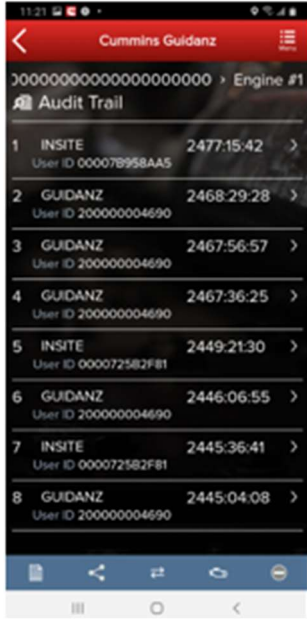 11:21
Cummins Guidanz
Menu
00000000000000000000 › Engine #1
Audit Trail
1 INSITE 2477:15:42
User ID 00007B958AA5
2 GUIDANZ 2468:29:28
User ID 200000004690
3 GUIDANZ 2467:56:57
User ID 200000004690
4 GUIDANZ 2467:36:25
User ID 200000004690
5 INSITE 2449:21:30
User ID 0000725B2F81
6 GUIDANZ 2446:06:55
User ID 200000004690
7 INSITE 2445:36:41
User ID 0000725B2F81
8 GUIDANZ 2445:04:08
User ID 200000004690